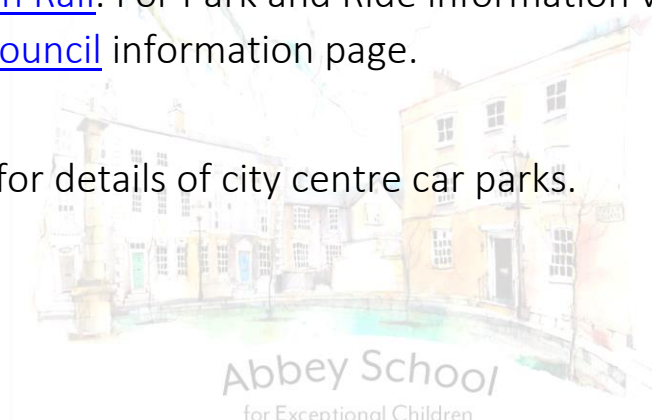 n Rail. For Park and Ride information v
ouncil information page.
for details of city centre car parks.
Abbey School
for Exceptional Children